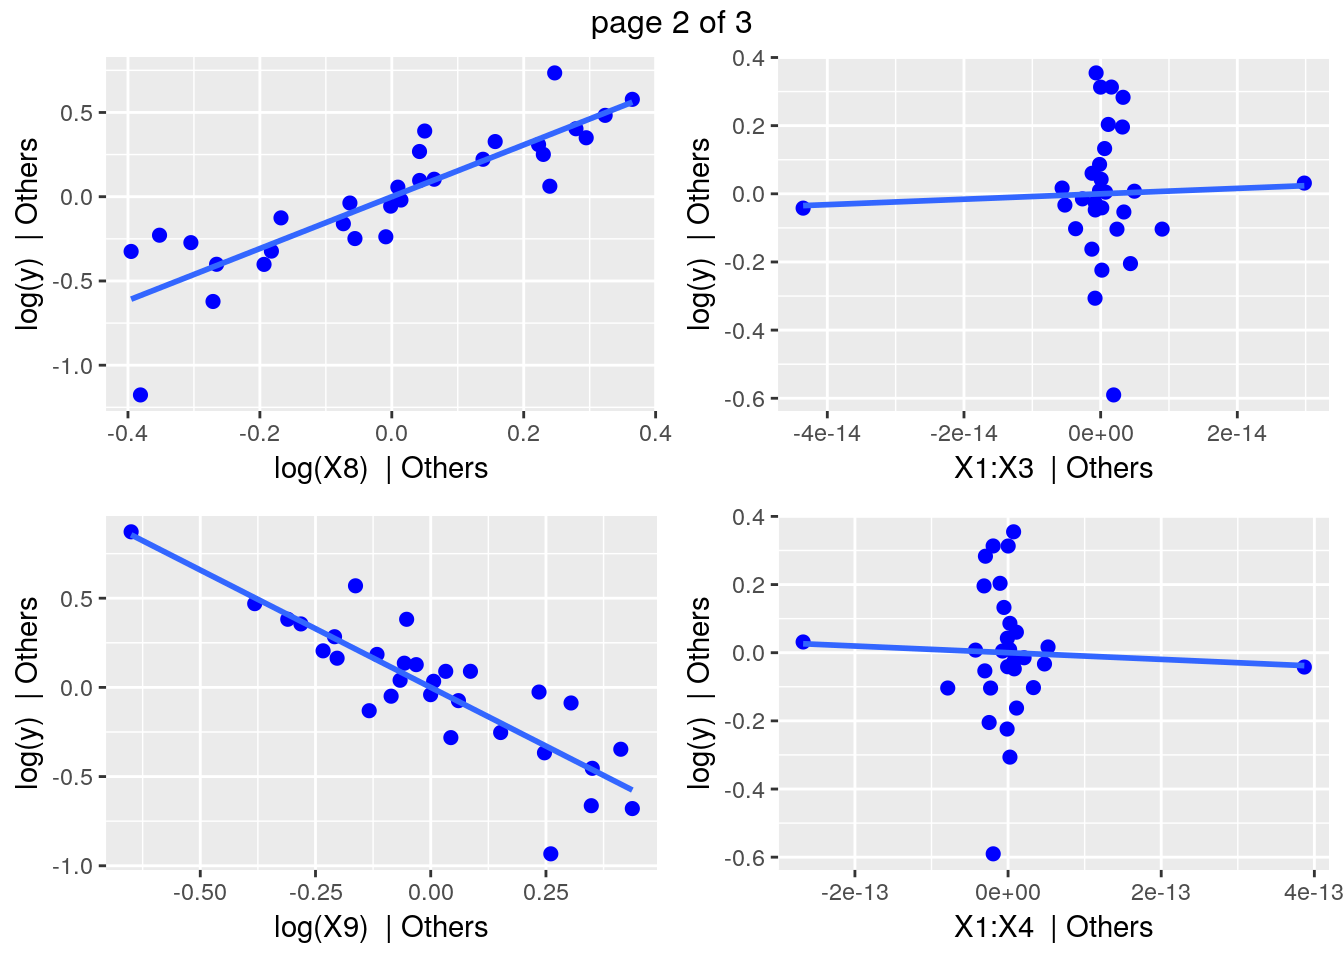 page 2 of 3
log(y) | Others
0.5
0.0
-0.5
-1.0
-0.4
-0.2
0.0
0.2
0.4
log(X8) | Others
log(y) | Others
0.4
0.2
0.0
-0.2
-0.4
-0.6
-4e-14
-2e-14
0e+00
2e-14
X1:X3 | Others
log(y) | Others
0.5
0.0
-0.5
-1.0
-0.50
-0.25
0.00
0.25
log(X9) | Others
log(y) | Others
0.4
0.2
0.0
-0.2
-0.4
-0.6
-2e-13
0e+00
2e-13
4e-13
X1:X4 | Others